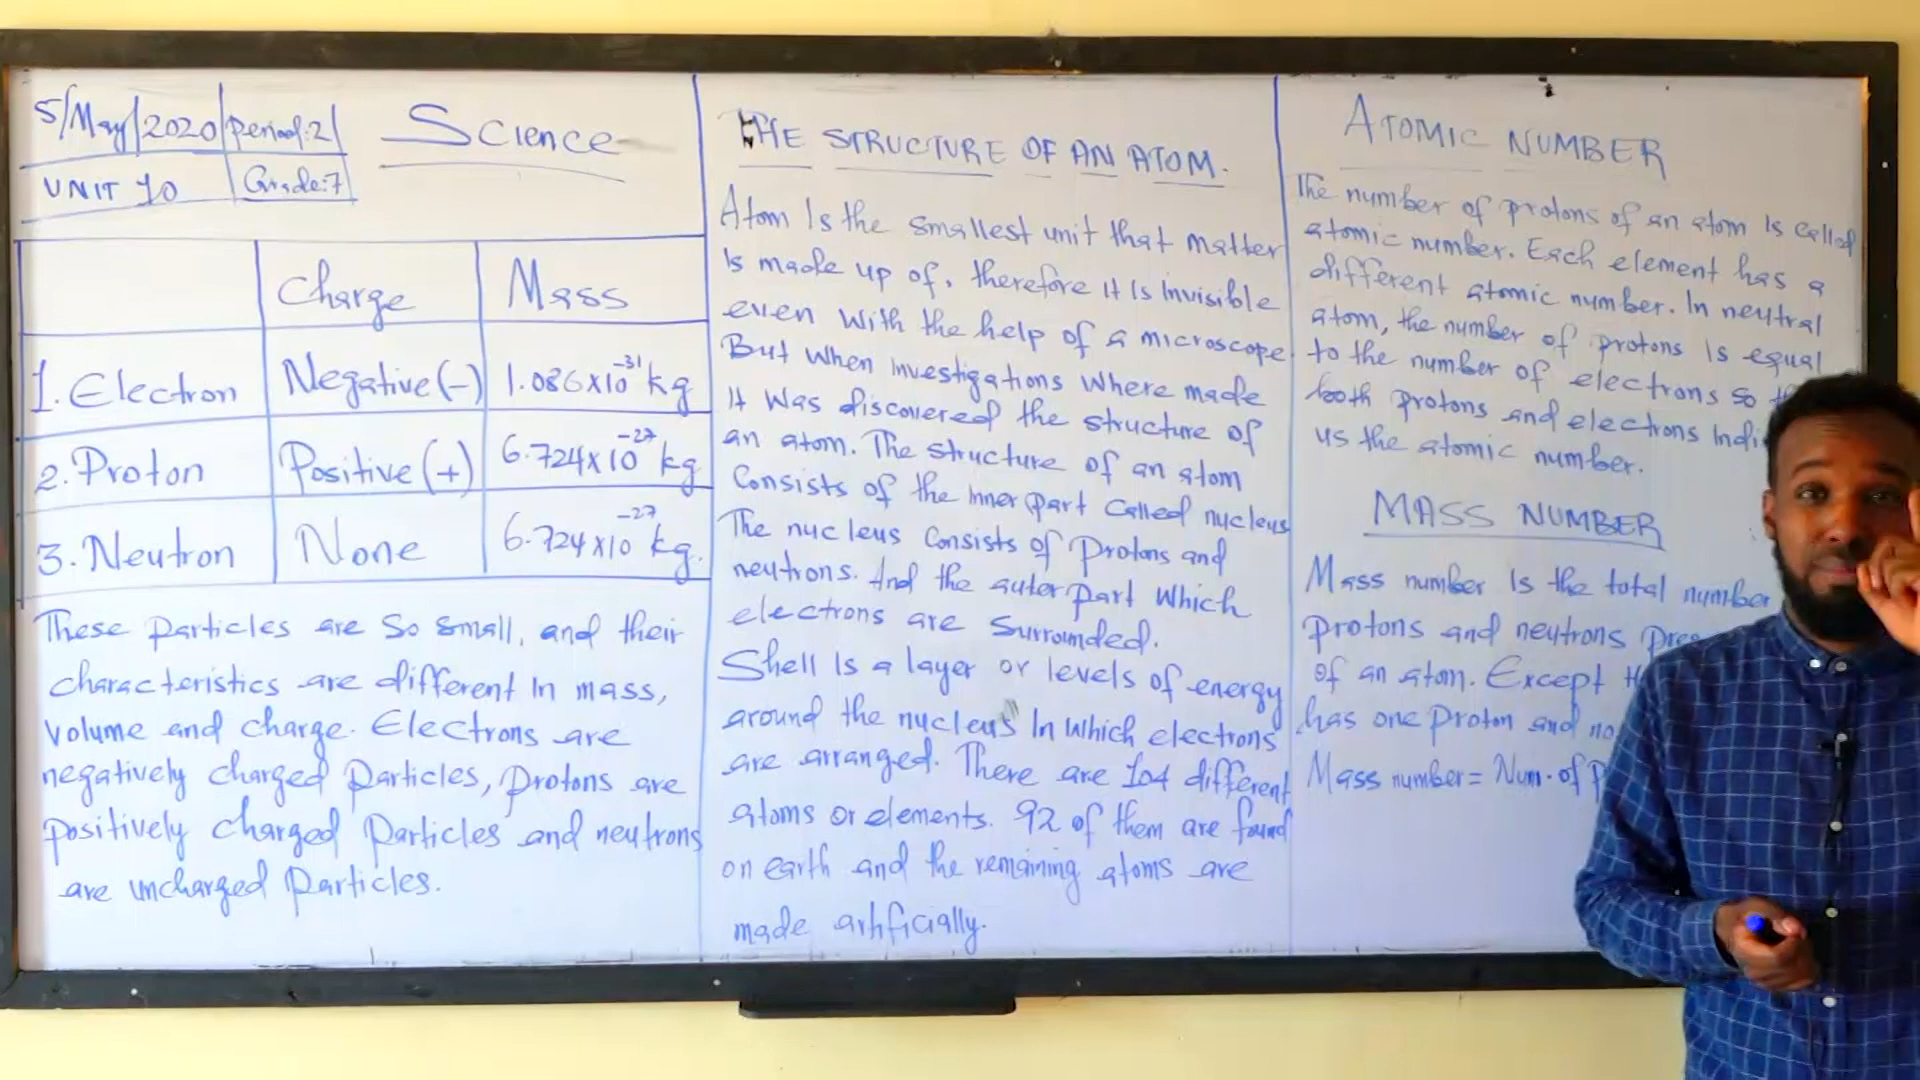 5/May/2020 period:2
UNIT 10 Grade:7
Science
Charge Mass
1. Electron Negative (-) 1.086x10^-31 kg
2. Proton Positive (+) 6.724x10^-27 kg
3. Neutron None 6.724x10^-27 kg.
These particles are so small, and their
characteristics are different In mass,
volume and charge. Electrons are
negatively charged Particles, protons are
positively charged Particles and neutrons
are uncharged Particles.
THE STRUCTURE OF AN ATOM.
Atom Is the smallest unit that matter
Is made up of, therefore It Is Invisible
even with the help of a microscope
But when Investigations where made
It was discovered the structure of
an atom. The structure of an atom
consists of the Inner part called nucleus
The nucleus consists of Protons and
neutrons. And the outer part which
electrons are surrounded.
Shell Is a layer or levels of energy
around the nucleus In which electrons
are arranged. There are 104 different
atoms or elements. 92 of them are found
on earth and the remaining atoms are
made artificially.
ATOMIC NUMBER
The number of protons of an atom Is called
atomic number. Each element has a
different atomic number. In neutral
atom, the number of protons Is equal
to the number of electrons so
both protons and electrons
us the atomic number.
MASS NUMBER
Mass number Is the total number
protons and neutrons
of an atom. Except
has one proton and
Mass number = Num. of